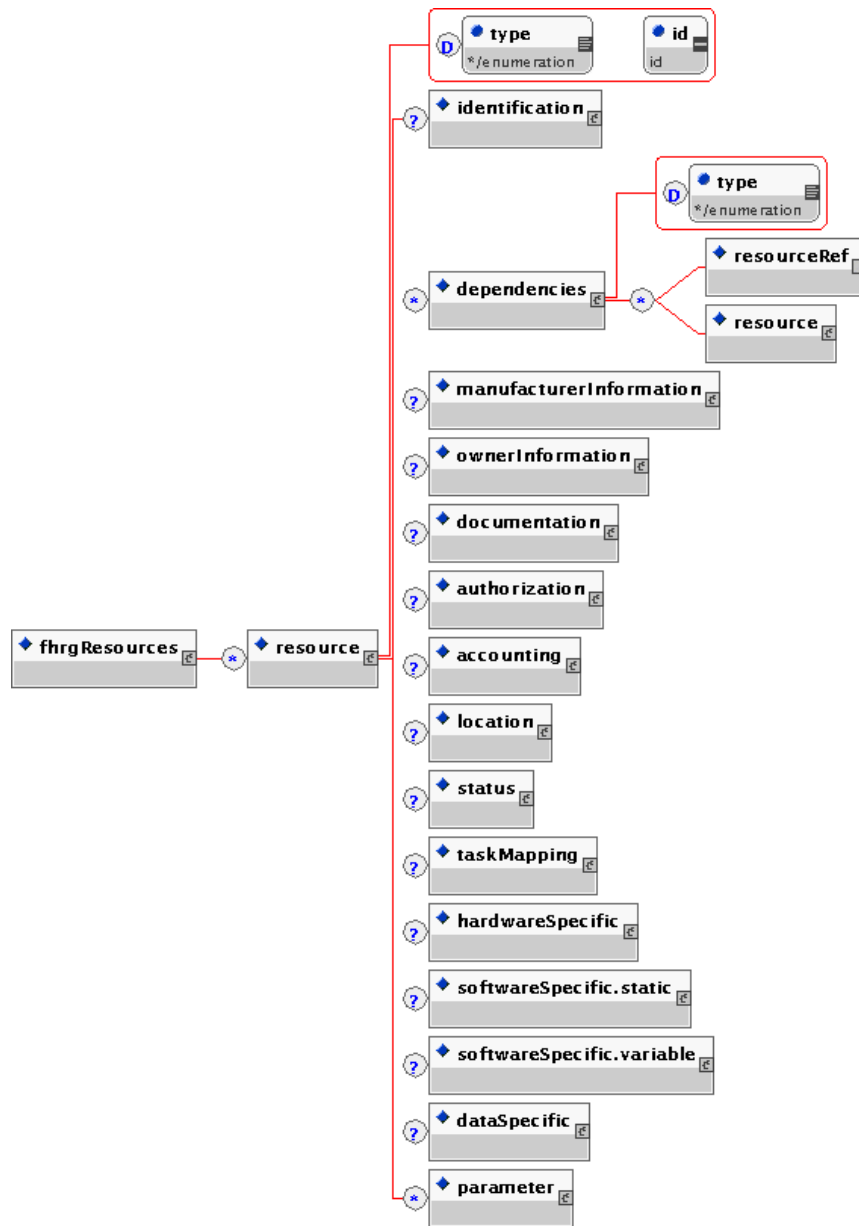 D
type
*/enumeration
id
id
?
identification
D
type
*/enumeration
*
dependencies
*
resourceRef
resource
?
manufacturerInformation
?
ownerInformation
?
documentation
?
authorization
fhrgResources
*
resource
?
accounting
?
location
?
status
?
taskMapping
?
hardwareSpecific
?
softwareSpecific.static
?
softwareSpecific.variable
?
dataSpecific
*
parameter